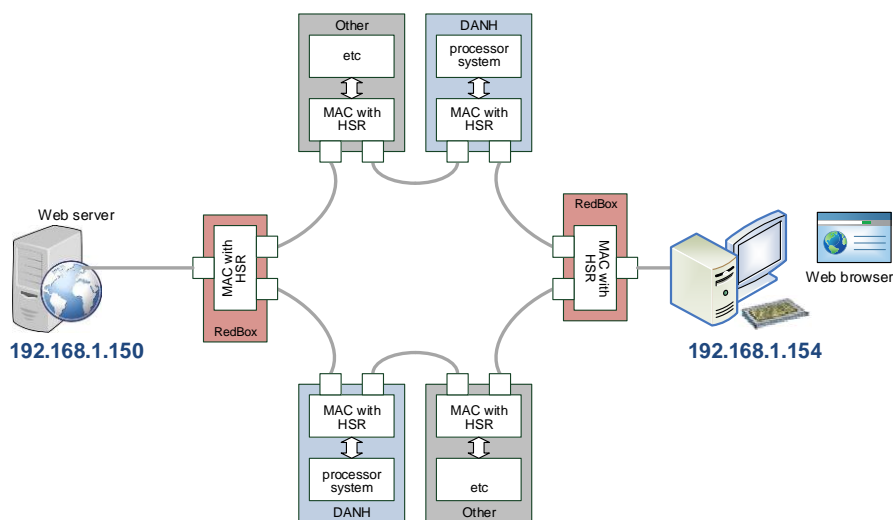 Other
etc
MAC with
HSR
DANH
processor
system
MAC with
HSR
Web server
MAC with
HSR
RedBox
192.168.1.150
RedBox
MAC with
HSR
Web browser
192.168.1.154
MAC with
HSR
processor
system
DANH
MAC with
HSR
etc
Other